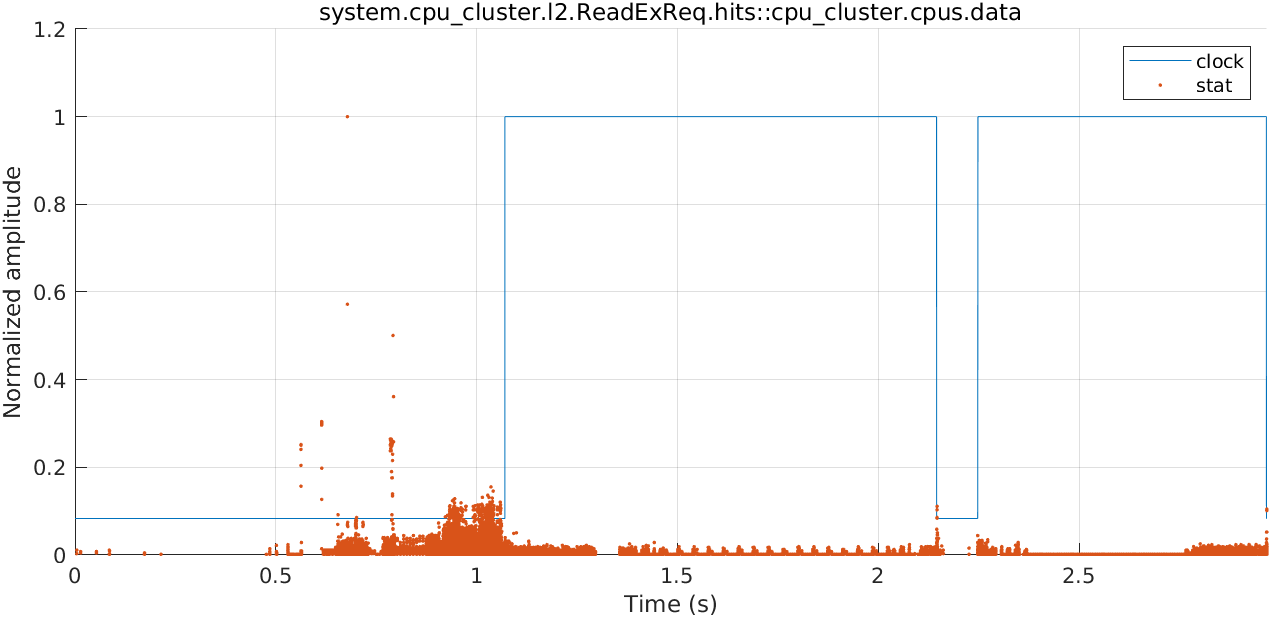 system.cpu_cluster.l2.ReadExReq.hits::cpu_cluster.cpus.data
1.2
1
0.8
0.6
0.4
0.2
0
Normalized amplitude
clock
stat
0 0.5 1 1.5 2 2.5
Time (s)